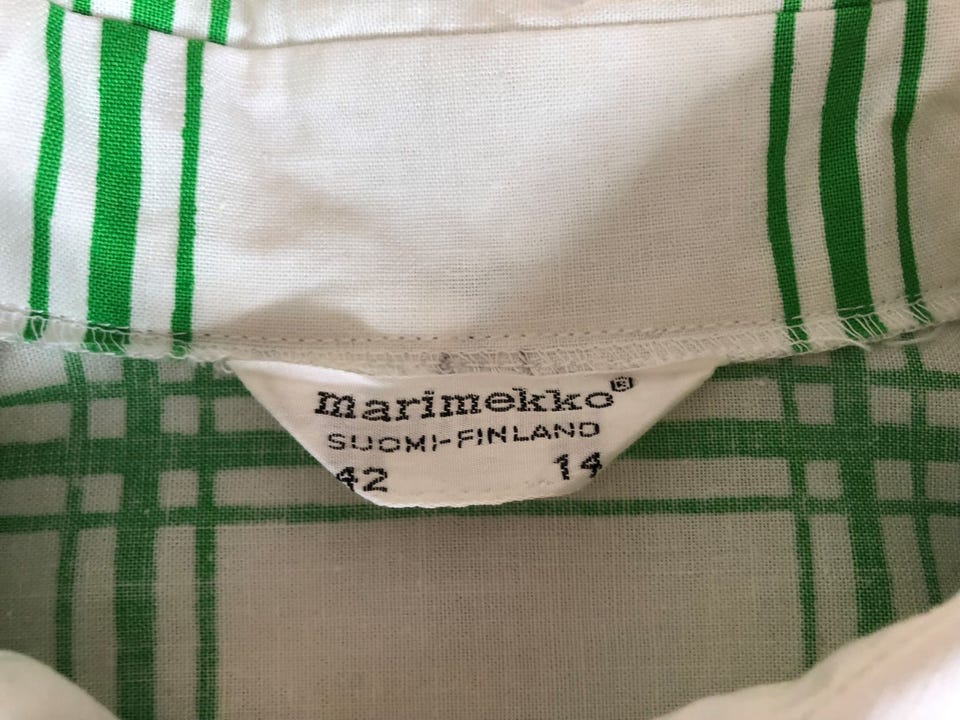 marimekko®
SUOMI-FINLAND
42 14